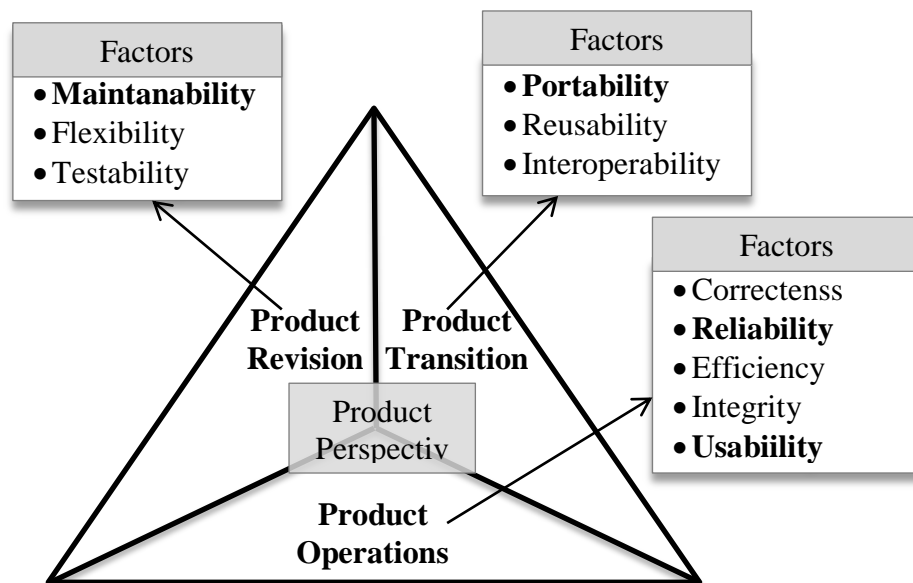 Factors
• Maintanability
• Flexibility
• Testability
Factors
• Portability
• Reusability
• Interoperability
Factors
• Correctenss
• Reliability
• Efficiency
• Integrity
• Usabiility
Product
Revision
Product
Transition
Product
Perspectiv
Product
Operations